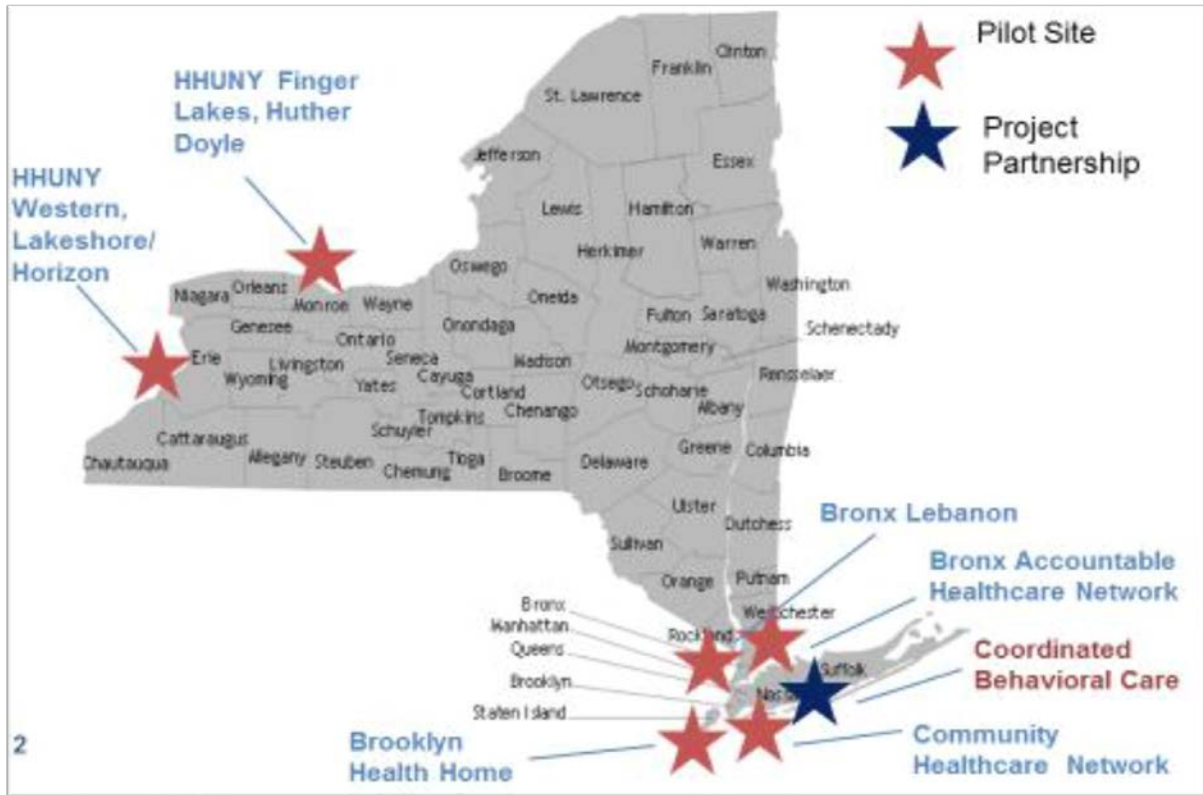 Pilot Site
Project
Partnership
HHUNY Finger
Lakes, Huther
Doyle
HHUNY
Western,
Lakeshore/
Horizon
Clinton
Franklin
St. Lawrence
Jefferson
Essex
Lewis
Hamilton
Herkimer
Warren
Oswego
Washington
Niagara
Orleans
Monroe
Wayne
Oneida
Fulton
Saratoga
Genesee
Onondaga
Schenectady
Ontario
Montgomery
Erie
Livingston
Seneca
Madison
Wyoming
Yates
Cayuga
Cortland
Otsego
Schoharie
Rensselaer
Tompkins
Chenango
Albany
Schuyler
Cattaraugus
Greene
Columbia
Chautauqua
Allegany
Steuben
Chemung
Tioga
Broome
Delaware
Ulster
Dutchess
Sullivan
Orange
Putnam
Bronx Lebanon
Bronx Accountable
Healthcare Network
Bronx
Manhattan
Queens
Brooklyn
Staten Island
Rockland
Westchester
Suffolk
Coordinated
Behavioral Care
Community
Healthcare Network
Brooklyn
Health Home
2